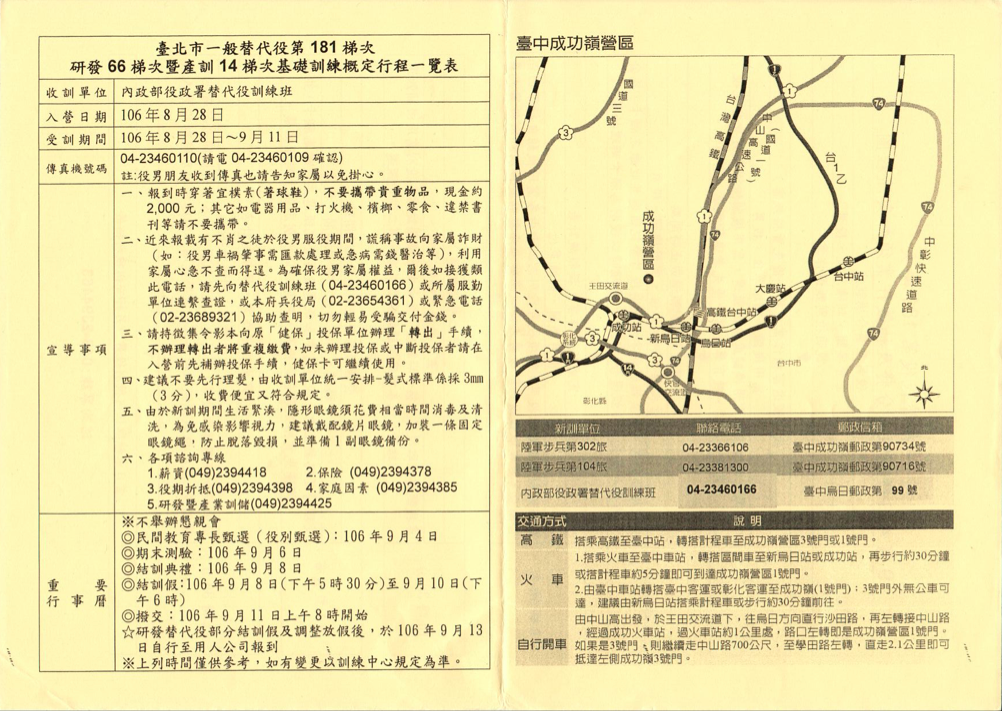 臺北市一般替代役第 181 梯次
研發 66 梯次暨產訓 14 梯次基礎訓練概定行程一覽表
收訓單位 內政部役政署替代役訓練班
入營日期 106 年 8 月 28 日
受訓期間 106 年 8 月 28 日～9 月 11 日
傳真機號碼 04-23460110(請電 04-23460109 確認)
註:役男朋友收到傳真也請告知家屬以免掛心。
宣導事項
一、報到時穿著宜樸素(著球鞋)，不要攜帶貴重物品，現金約
2,000 元；其它如電器用品、打火機、檳榔、零食、違禁書
刊等請不要攜帶。
二、近來報載有不肖之徒於役男服役期間，謊稱事故向家屬詐財
(如：役男車禍肇事需匯款處理或急病需錢醫治等)，利用
家屬心急不查而得逞。為確保役男家屬權益，爾後如接獲類
此電話，請先向替代役訓練班 (04-23460166) 或所屬服勤
單位連繫查證，或本府兵役局 (02-23654361) 或緊急電話
(02-23689321) 協助查明，切勿輕易受騙交付金錢。
三、請持徵集令影本向原「健保」投保單位辦理「轉出」手續，
不辦理轉出者將重複繳費，如未辦理投保或中斷投保者請在
入營前先補辦投保手續，健保卡可繼續使用。
四、建議不要先行理髮，由收訓單位統一安排-髮式標準係採 3mm
(3 分)，收費便宜又符合規定。
五、由於新訓期間生活緊湊，隱形眼鏡須花費相當時間消毒及清
洗，為免感染影響視力，建議戴配鏡片眼鏡，加裝一條固定
眼鏡繩，防止脫落毀損，並準備 1 副眼鏡備份。
六、各項諮詢專線
1.薪資(049)2394418 2.保險 (049)2394378
3.役期折抵(049)2394398 4.家庭因素 (049)2394385
5.研發暨產業訓儲(049)2394425
重要
行事曆
※不舉辦懇親會
◎民間教育專長甄選（役別甄選）：106 年 9 月 4 日
◎期末測驗：106 年 9 月 6 日
◎結訓典禮：106 年 9 月 8 日
◎結訓假:106 年 9 月 8 日(下午 5 時 30 分)至 9 月 10 日(下
午 6 時)
◎撥交：106 年 9 月 11 日上午 8 時開始
☆研發替代役部分結訓假及調整放假後，於 106 年 9 月 13
日自行至用人公司報到
※上列時間僅供參考，如有變更以訓練中心規定為準。
臺中成功嶺營區
國道三號
台灣高鐵
中山高速公路
(國道一號)
台1乙
中彰快速道路
成功嶺營區
王田交流道
成功站
新烏日站
高鐵台中站
烏日站
大慶站
台中站
彰化縣
台中市
快官
交流道
北
1
1
3
74
1
74
74
1
3
1
1
74
3
1
新訓單位 聯絡電話 郵政信箱
陸軍步兵第302旅 04-23366106 臺中成功嶺郵政第90734號
陸軍步兵第104旅 04-23381300 臺中成功嶺郵政第90716號
內政部役政署替代役訓練班 04-23460166 臺中烏日郵政第 99 號
交通方式 說明
高鐵 搭乘高鐵至臺中站，轉搭計程車至成功嶺營區3號門或1號門。
火車 1.搭乘火車至臺中車站，轉搭區間車至新烏日站或成功站，再步行約30分鐘
或搭計程車約5分鐘即可到達成功嶺營區1號門。
2.由臺中車站轉搭臺中客運或彰化客運至成功嶺(1號門)；3號門外無公車可
達，建議由新烏日站搭乘計程車或步行約30分鐘前往。
自行開車 由中山高出發，於王田交流道下，往烏日方向直行沙田路，再左轉接中山路
，經過成功火車站，過火車站約1公里處，路口左轉即是成功嶺營區1號門。
如果是3號門，則繼續走中山路700公尺，至學田路左轉，直走2.1公里即可
抵達左側成功嶺3號門。